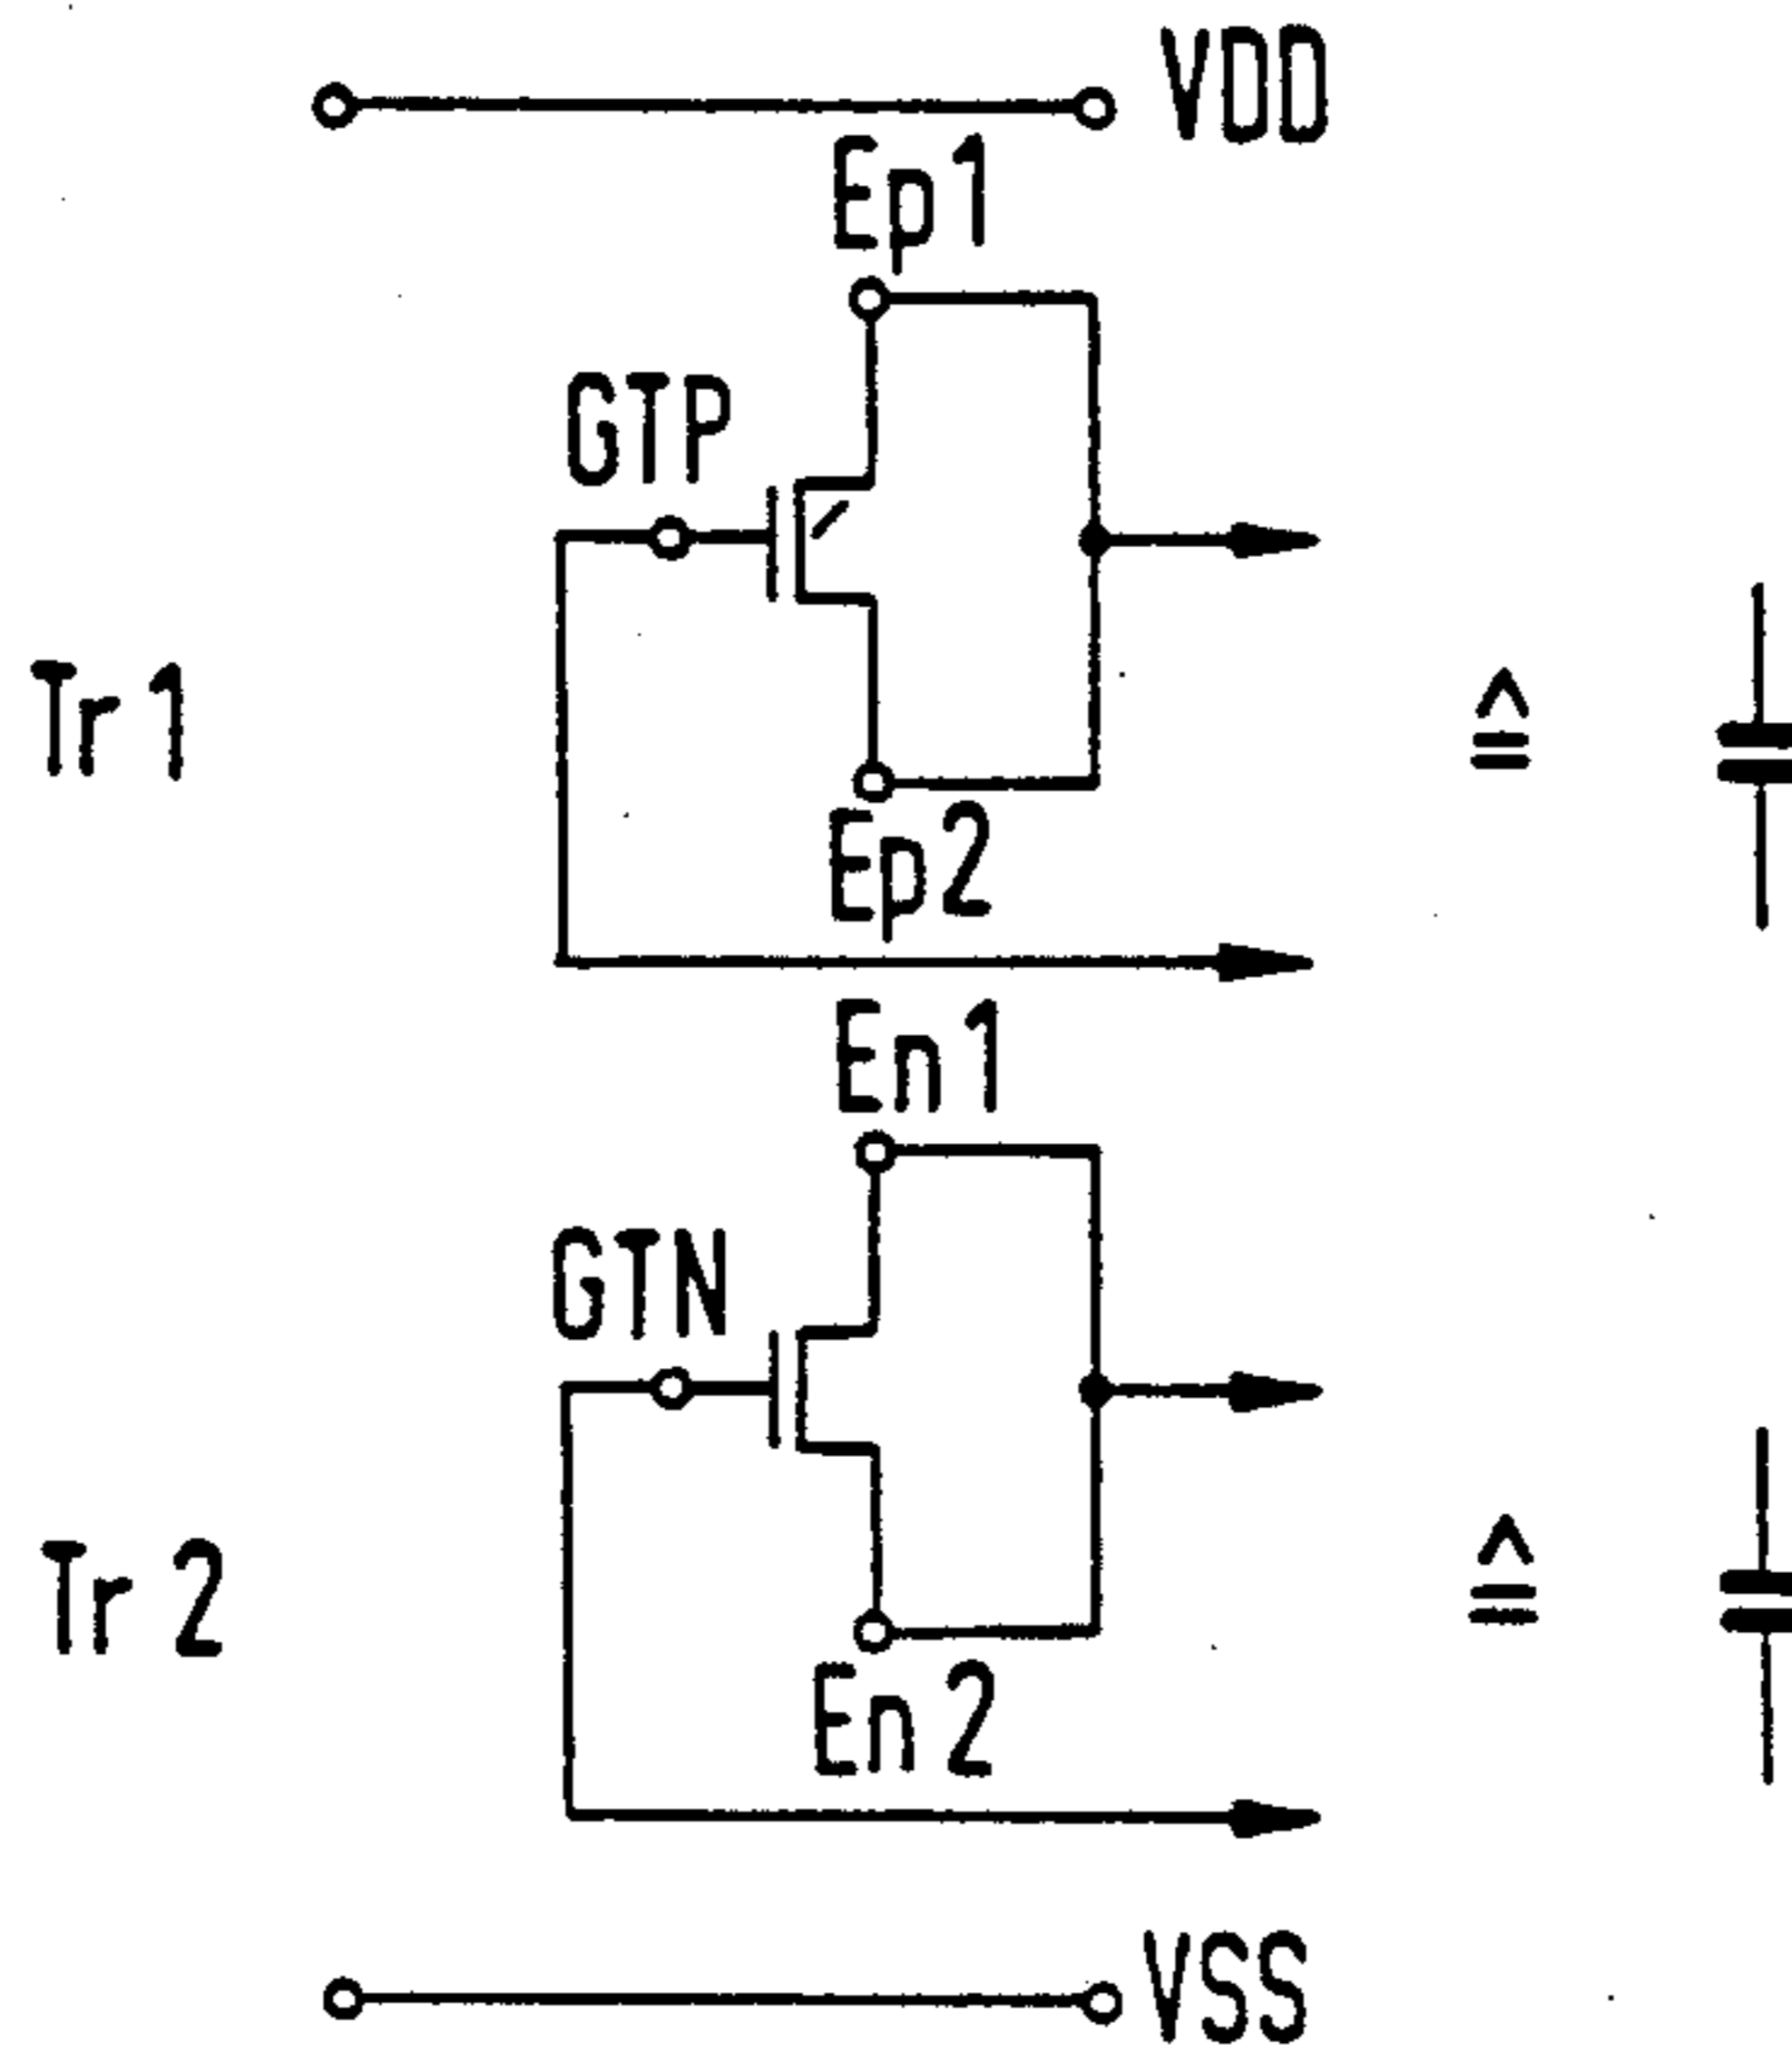 VDD
Ep1
GTP
Tr1
≙
Ep2
En1
GTN
Tr2
≙
En2
VSS